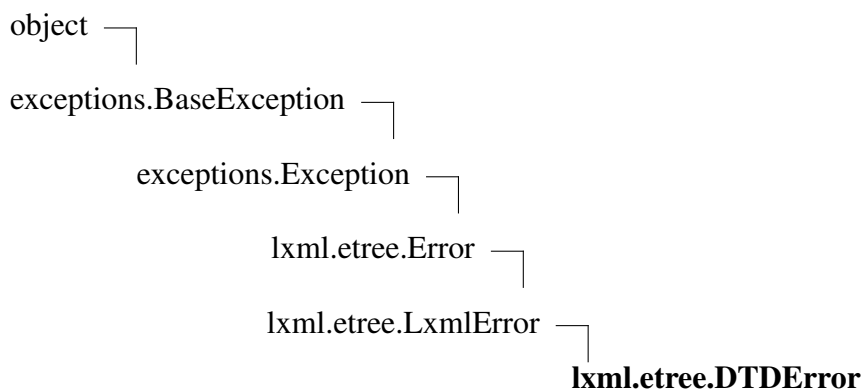 object
exceptions.BaseException
exceptions.Exception
lxml.etree.Error
lxml.etree.LxmlError
lxml.etree.DTDError